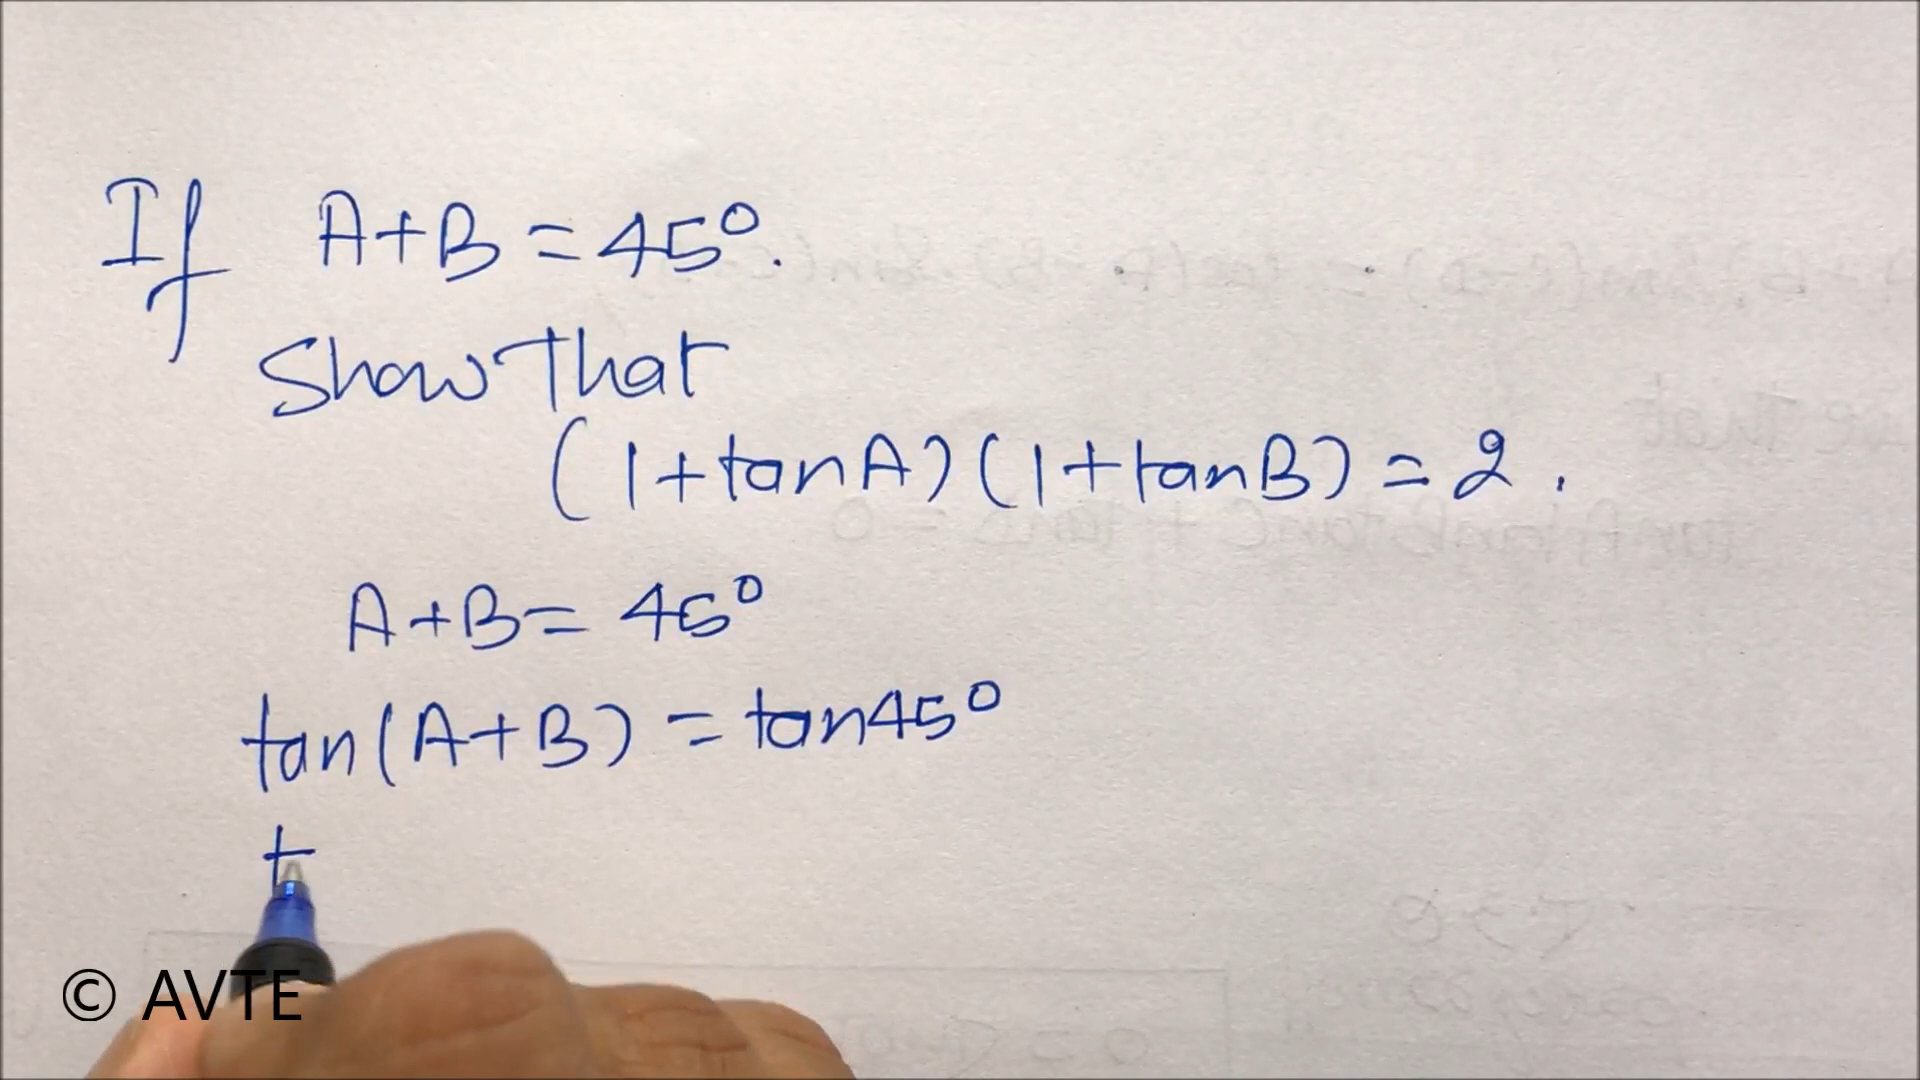 If A+B = 45°.
Show That
(1+tanA)(1+tanB) = 2.
A+B = 45°
tan(A+B) = tan45°
t
© AVTE